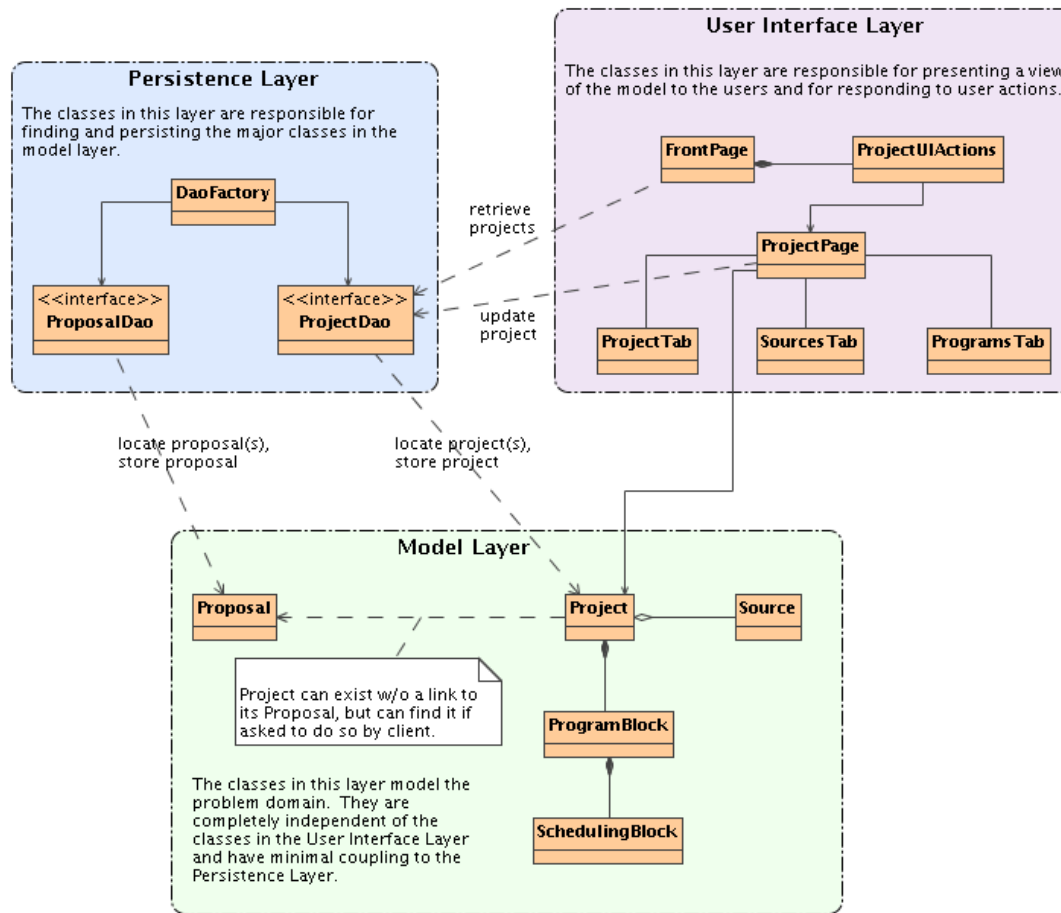 User Interface Layer
The classes in this layer are responsible for presenting a view
of the model to the users and for responding to user actions.
FrontPage
ProjectUIActions
ProjectPage
ProjectTab
SourcesTab
ProgramsTab
Persistence Layer
The classes in this layer are responsible for
finding and persisting the major classes in the
model layer.
DaoFactory
<<interface>>
ProposalDao
<<interface>>
ProjectDao
retrieve
projects
update
project
locate proposal(s),
store proposal
locate project(s),
store project
Model Layer
Proposal
Project
Source
Project can exist w/o a link to
its Proposal, but can find it if
asked to do so by client.
ProgramBlock
SchedulingBlock
The classes in this layer model the
problem domain.  They are
completely independent of the
classes in the User Interface Layer
and have minimal coupling to the
Persistence Layer.